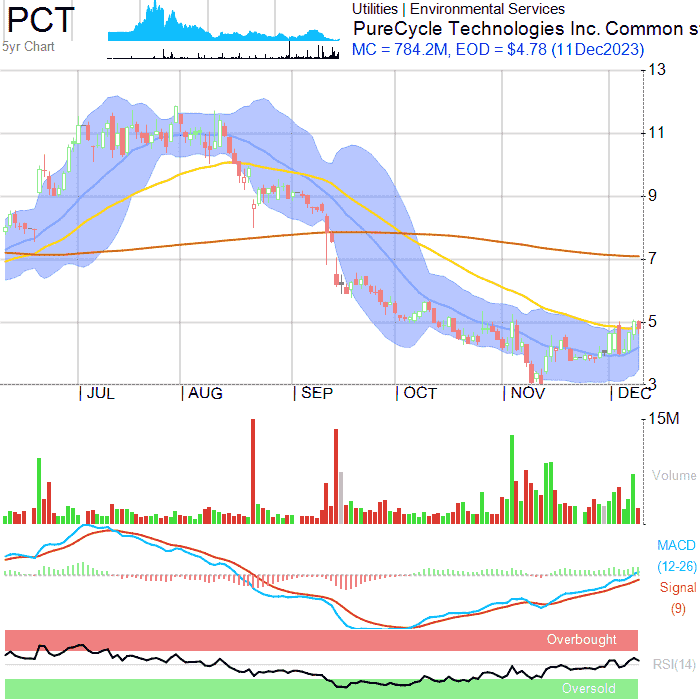 PCT
5yr Chart
Utilities | Environmental Services
PureCycle Technologies Inc. Common s
MC = 784.2M, EOD = $4.78 (11Dec2023)
13
11
9
7
5
3
JUL AUG SEP OCT NOV DEC
15M
Volume
MACD
(12-26)
Signal
(9)
Overbought
RSI(14)
Oversold